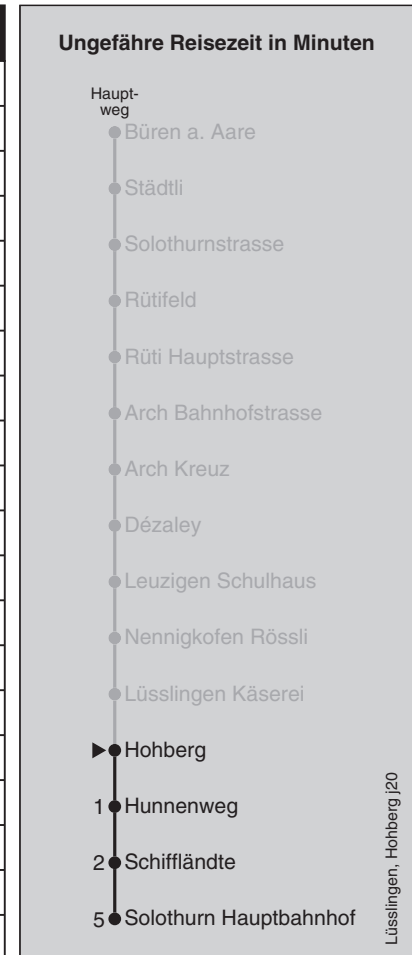 Ungefähre Reisezeit in Minuten
Haupt-
weg
Büren a. Aare
Städtli
Solothurnstrasse
Rütifeld
Rüti Hauptstrasse
Arch Bahnhofstrasse
Arch Kreuz
Dézaley
Leuzigen Schulhaus
Nennigkofen Rössli
Lüsslingen Käserei
Hohberg
1 Hunnenweg
2 Schiffländte
5 Solothurn Hauptbahnhof
Lüsslingen, Hohberg j20